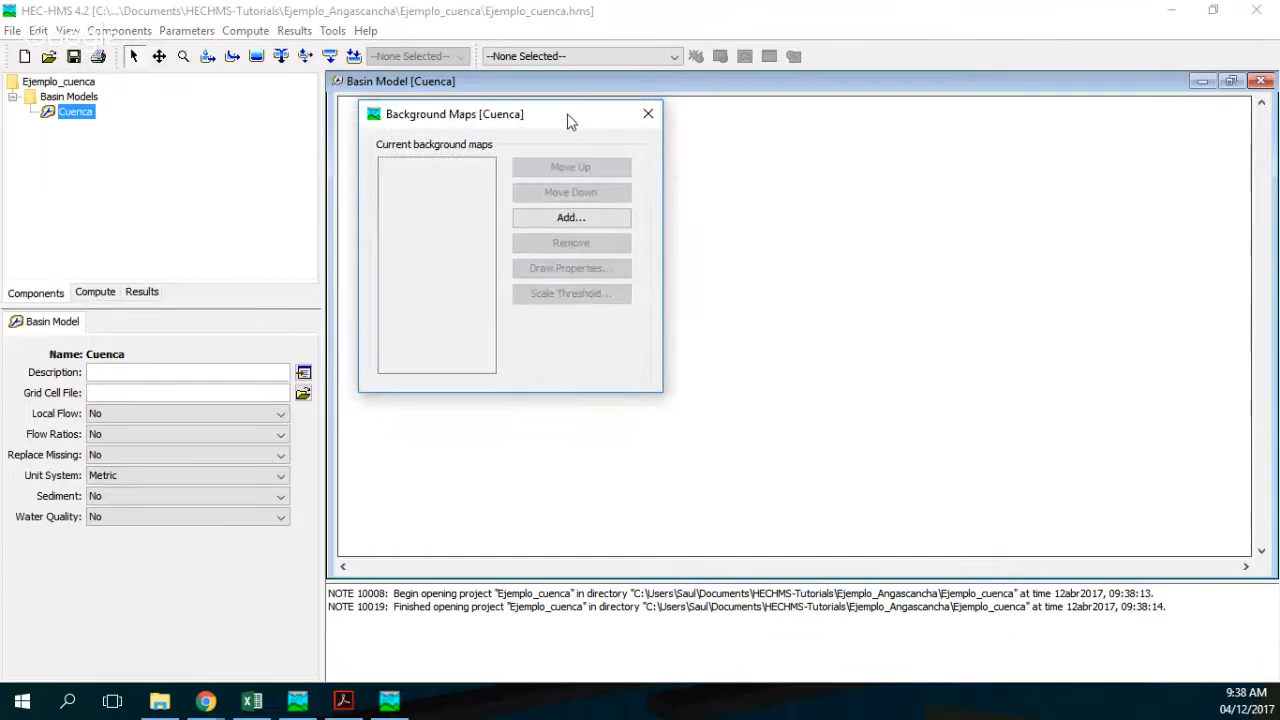 HEC-HMS 4.2 [C:\...\Documents\HECHMS-Tutorials\Ejemplo_Angascancha\Ejemplo_cuenca\Ejemplo_cuenca.hms]
File Edit View Components Parameters Compute Results Tools Help
--None Selected-- --None Selected--
Ejemplo_cuenca
Basin Models
Cuenca
Components Compute Results
Basin Model
Name: Cuenca
Description:
Grid Cell File:
Local Flow: No
Flow Ratios: No
Replace Missing: No
Unit System: Metric
Sediment: No
Water Quality: No
Basin Model [Cuenca]
Background Maps [Cuenca]
Current background maps
Move Up
Move Down
Add...
Remove
Draw Properties...
Scale Threshold...
NOTE 10008: Begin opening project "Ejemplo_cuenca" in directory "C:\Users\Saul\Documents\HECHMS-Tutorials\Ejemplo_Angascancha\Ejemplo_cuenca" at time 12abr2017, 09:38:13.
NOTE 10019: Finished opening project "Ejemplo_cuenca" in directory "C:\Users\Saul\Documents\HECHMS-Tutorials\Ejemplo_Angascancha\Ejemplo_cuenca" at time 12abr2017, 09:38:14.
9:38 AM
04/12/2017